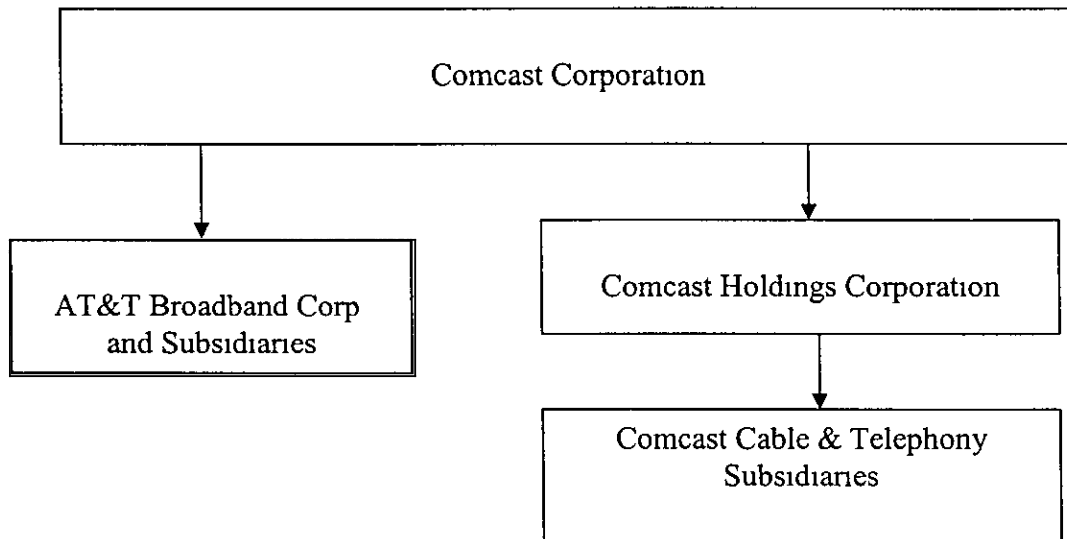 Comcast Corporation
AT&T Broadband Corp
and Subsidiaries
Comcast Holdings Corporation
Comcast Cable & Telephony
Subsidiaries